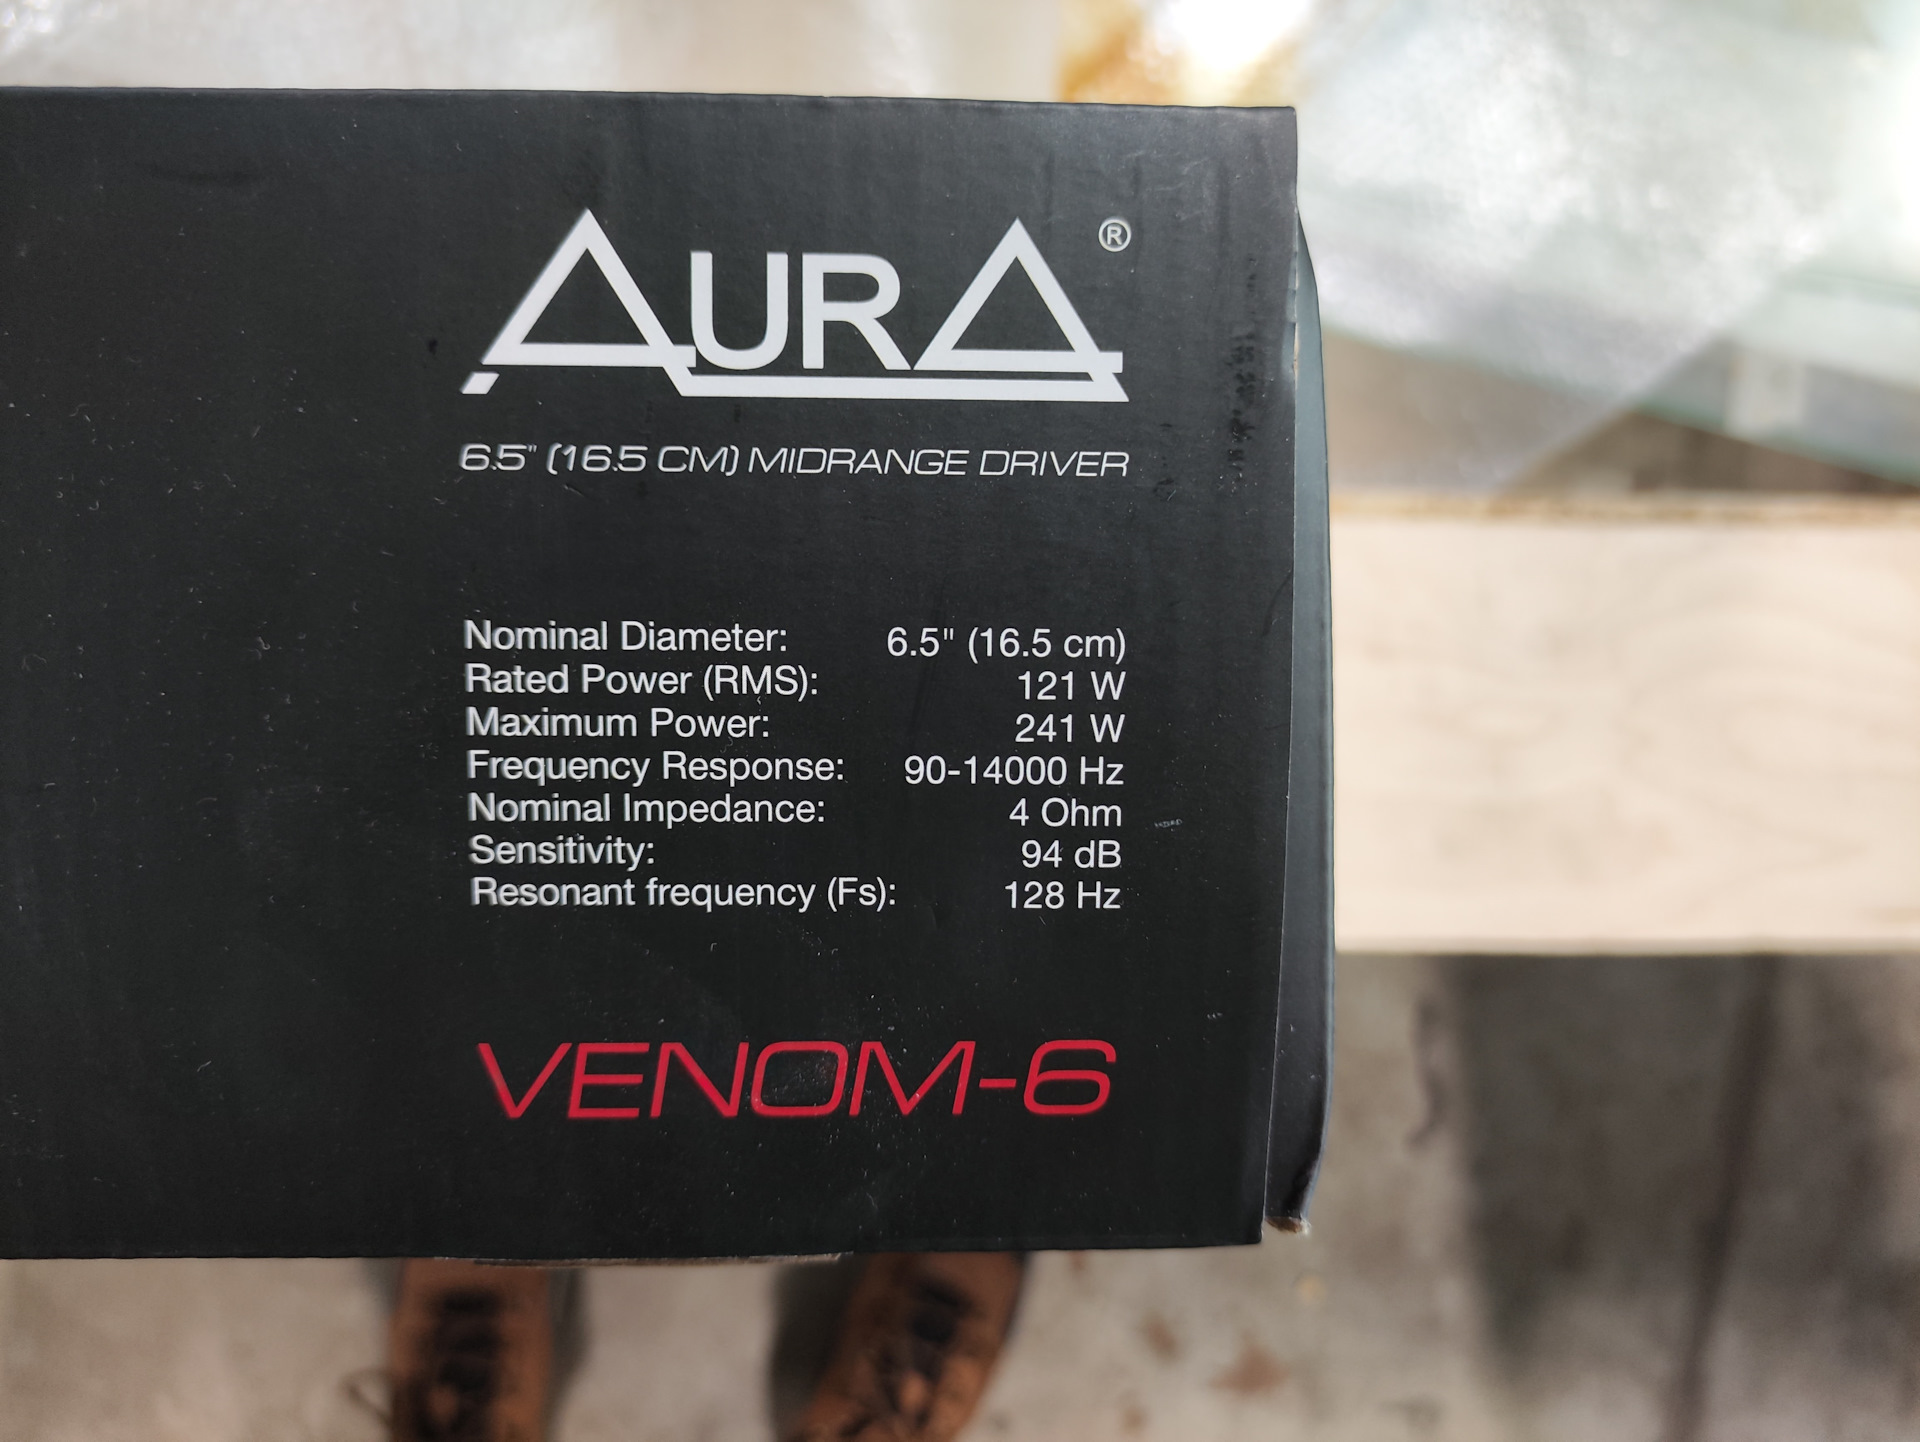 AURA®
6.5" (16.5 CM) MIDRANGE DRIVER
Nominal Diameter: 6.5" (16.5 cm)
Rated Power (RMS): 121 W
Maximum Power: 241 W
Frequency Response: 90-14000 Hz
Nominal Impedance: 4 Ohm
Sensitivity: 94 dB
Resonant frequency (Fs): 128 Hz
VENOM-6